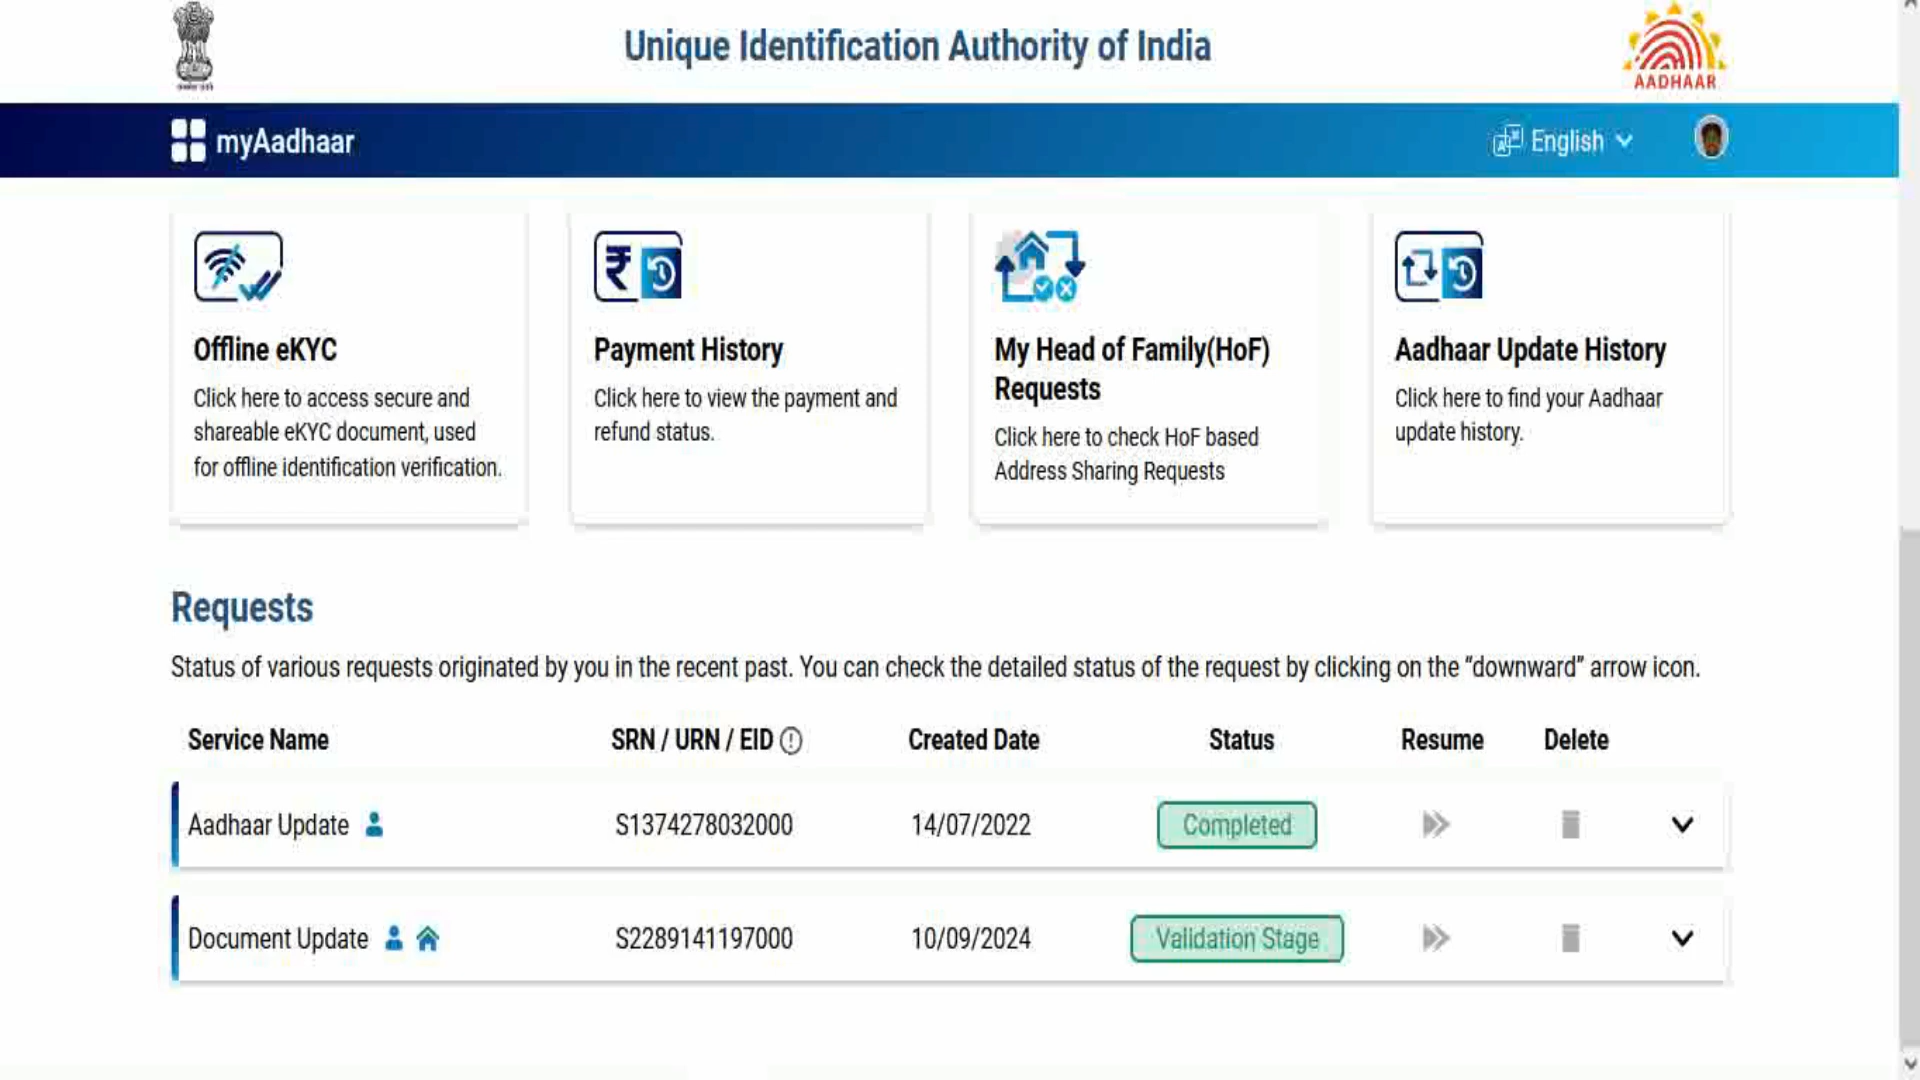 Unique Identification Authority of India
AADHAAR
myAadhaar
English
Offline eKYC
Click here to access secure and
shareable eKYC document, used
for offline identification verification.
Payment History
Click here to view the payment and
refund status.
My Head of Family(HoF)
Requests
Click here to check HoF based
Address Sharing Requests
Aadhaar Update History
Click here to find your Aadhaar
update history.
Requests
Status of various requests originated by you in the recent past. You can check the detailed status of the request by clicking on the “downward” arrow icon.
Service Name SRN / URN / EID Created Date Status Resume Delete
Aadhaar Update S1374278032000 14/07/2022 Completed
Document Update S2289141197000 10/09/2024 Validation Stage